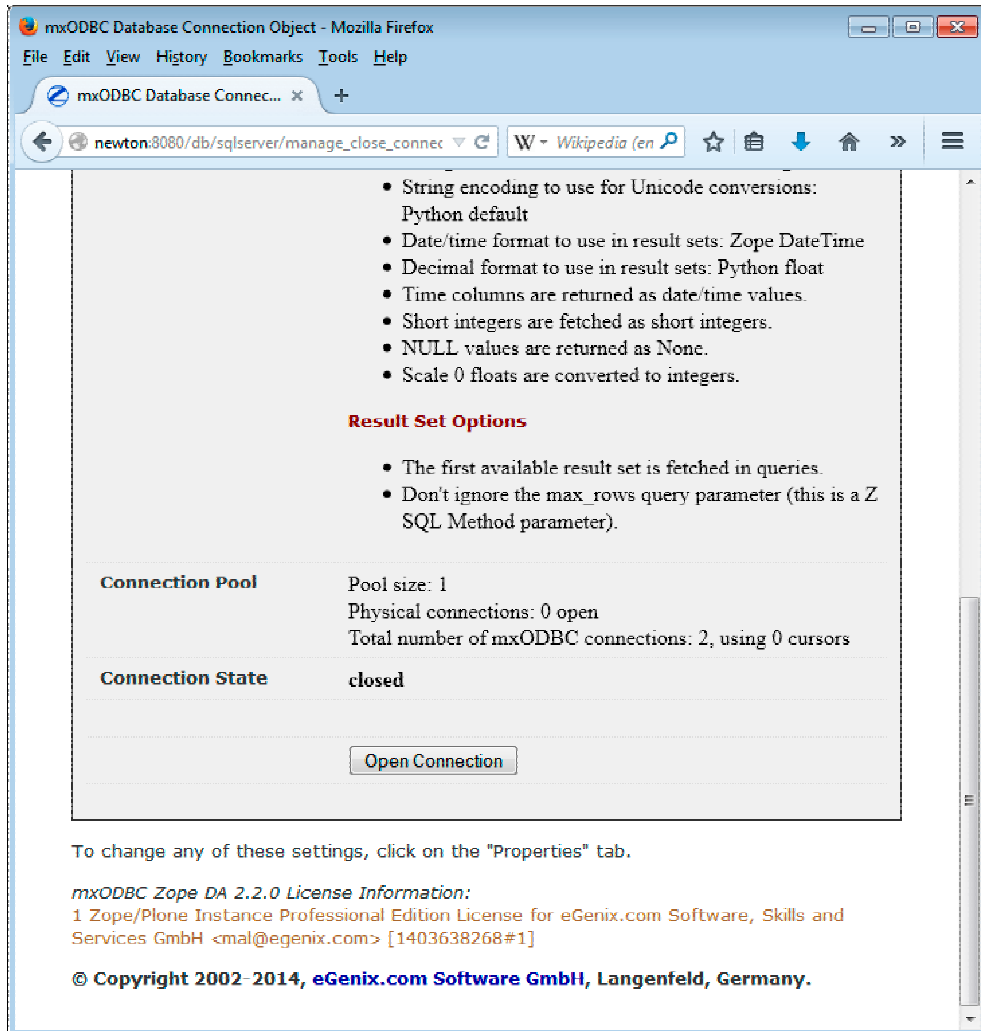 mxODBC Database Connection Object - Mozilla Firefox
File Edit View History Bookmarks Tools Help
mxODBC Database Connec... × +
newton:8080/db/sqlserver/manage_close_connec
W Wikipedia (en
• String encoding to use for Unicode conversions:
Python default
• Date/time format to use in result sets: Zope DateTime
• Decimal format to use in result sets: Python float
• Time columns are returned as date/time values.
• Short integers are fetched as short integers.
• NULL values are returned as None.
• Scale 0 floats are converted to integers.
Result Set Options
• The first available result set is fetched in queries.
• Don't ignore the max_rows query parameter (this is a Z
SQL Method parameter).
Connection Pool
Pool size: 1
Physical connections: 0 open
Total number of mxODBC connections: 2, using 0 cursors
Connection State
closed
Open Connection
To change any of these settings, click on the "Properties" tab.
mxODBC Zope DA 2.2.0 License Information:
1 Zope/Plone Instance Professional Edition License for eGenix.com Software, Skills and
Services GmbH <mal@egenix.com> [1403638268#1]
© Copyright 2002-2014, eGenix.com Software GmbH, Langenfeld, Germany.